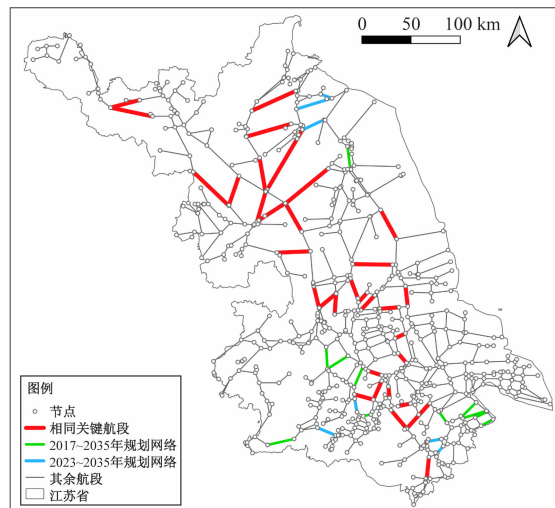 0 50 100 km
图例
节点
相同关键航段
2017~2035年规划网络
2023~2035年规划网络
其余航段
江苏省